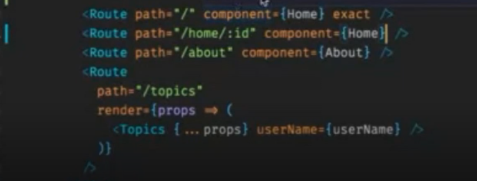 <Route path="/" component={Home} exact />
<Route path="/home/:id" component={Home} />
<Route path="/about" component={About} />
<Route
path="/topics"
render={props => (
<Topics {...props} userName={userName} />
)}
/>